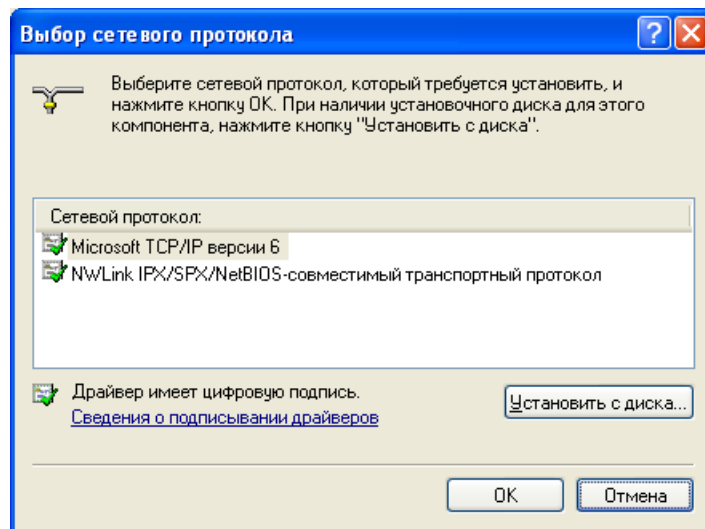 Выбор сетевого протокола
Выберите сетевой протокол, который требуется установить, и
нажмите кнопку ОК. При наличии установочного диска для этого
компонента, нажмите кнопку "Установить с диска".
Сетевой протокол:
Microsoft TCP/IP версии 6
NWLink IPX/SPX/NetBIOS-совместимый транспортный протокол
Драйвер имеет цифровую подпись.
Сведения о подписывании драйверов
Установить с диска...
ОК
Отмена